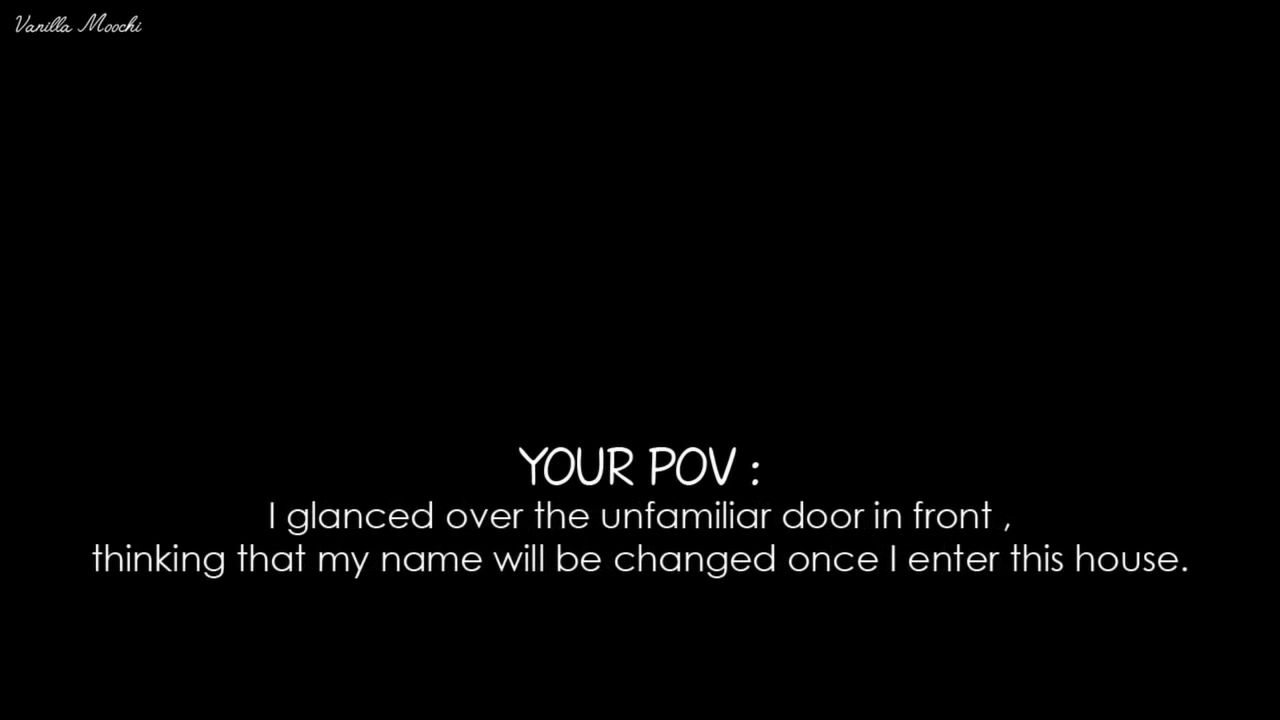 Vanilla Moochi
YOUR POV :
I glanced over the unfamiliar door in front ,
thinking that my name will be changed once I enter this house.